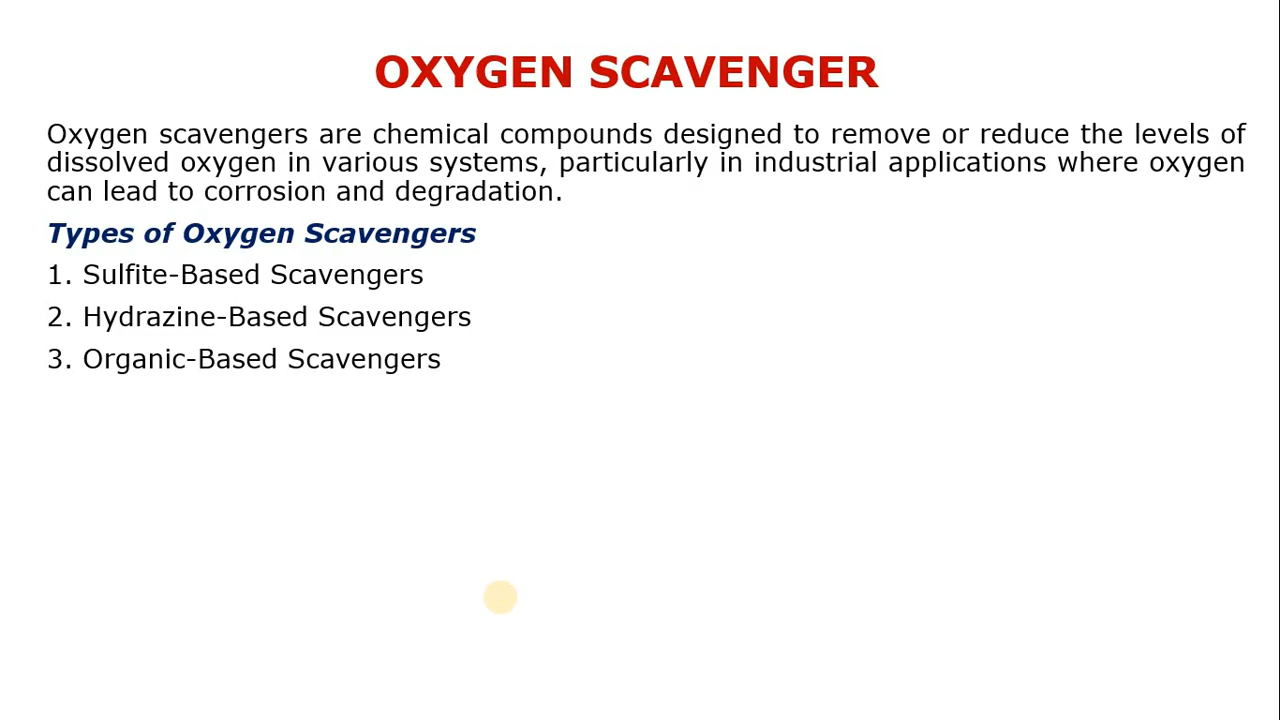 OXYGEN SCAVENGER
Oxygen scavengers are chemical compounds designed to remove or reduce the levels of
dissolved oxygen in various systems, particularly in industrial applications where oxygen
can lead to corrosion and degradation.
Types of Oxygen Scavengers
1. Sulfite-Based Scavengers
2. Hydrazine-Based Scavengers
3. Organic-Based Scavengers